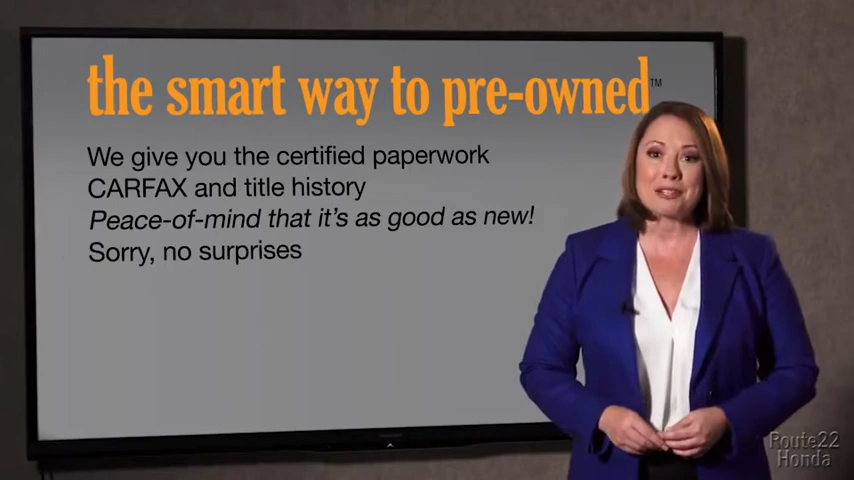 the smart way to pre-owned™
We give you the certified paperwork
CARFAX and title history
Peace-of-mind that it's as good as new!
Sorry, no surprises
Route22
Honda